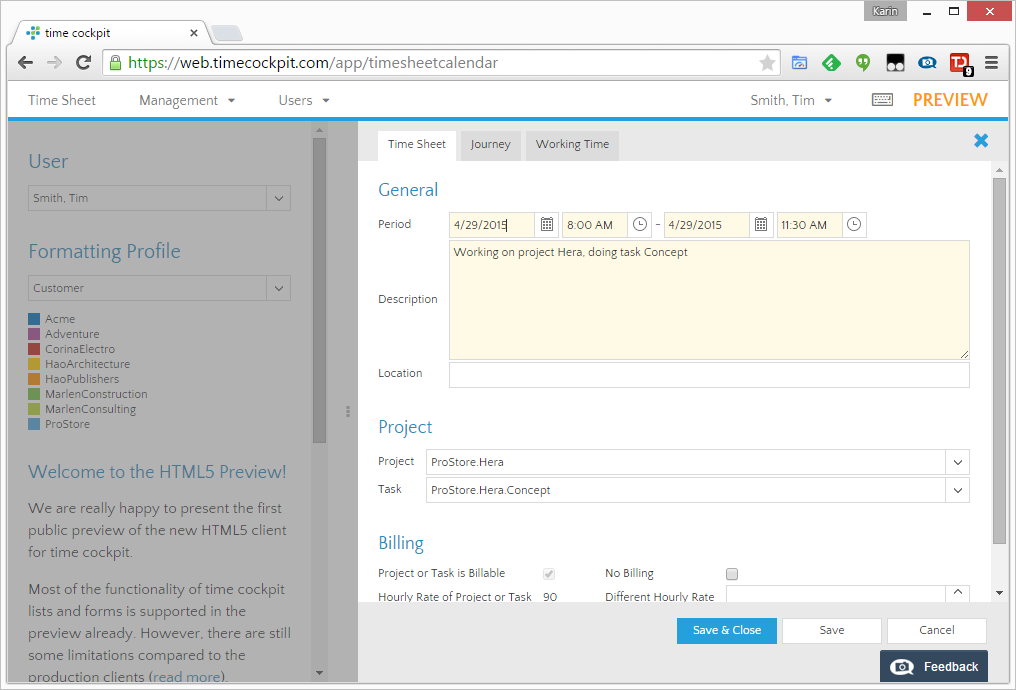 Karin
time cockpit
https://web.timecockpit.com/app/timesheetcalendar
9
Time Sheet Management Users Smith, Tim PREVIEW
User
Smith, Tim
Formatting Profile
Customer
Acme
Adventure
CorinaElectro
HaoArchitecture
HaoPublishers
MarlenConstruction
MarlenConsulting
ProStore
Welcome to the HTML5 Preview!
We are really happy to present the first
public preview of the new HTML5 client
for time cockpit.
Most of the functionality of time cockpit
lists and forms is supported in the
preview already. However, there are still
some limitations compared to the
production clients (read more).
Time Sheet Journey Working Time
General
Period 4/29/2015 8:00 AM - 4/29/2015 11:30 AM
Working on project Hera, doing task Concept
Description
Location
Project
Project ProStore.Hera
Task ProStore.Hera.Concept
Billing
Project or Task is Billable No Billing
Hourly Rate of Project or Task 90 Different Hourly Rate
Save & Close Save Cancel
Feedback